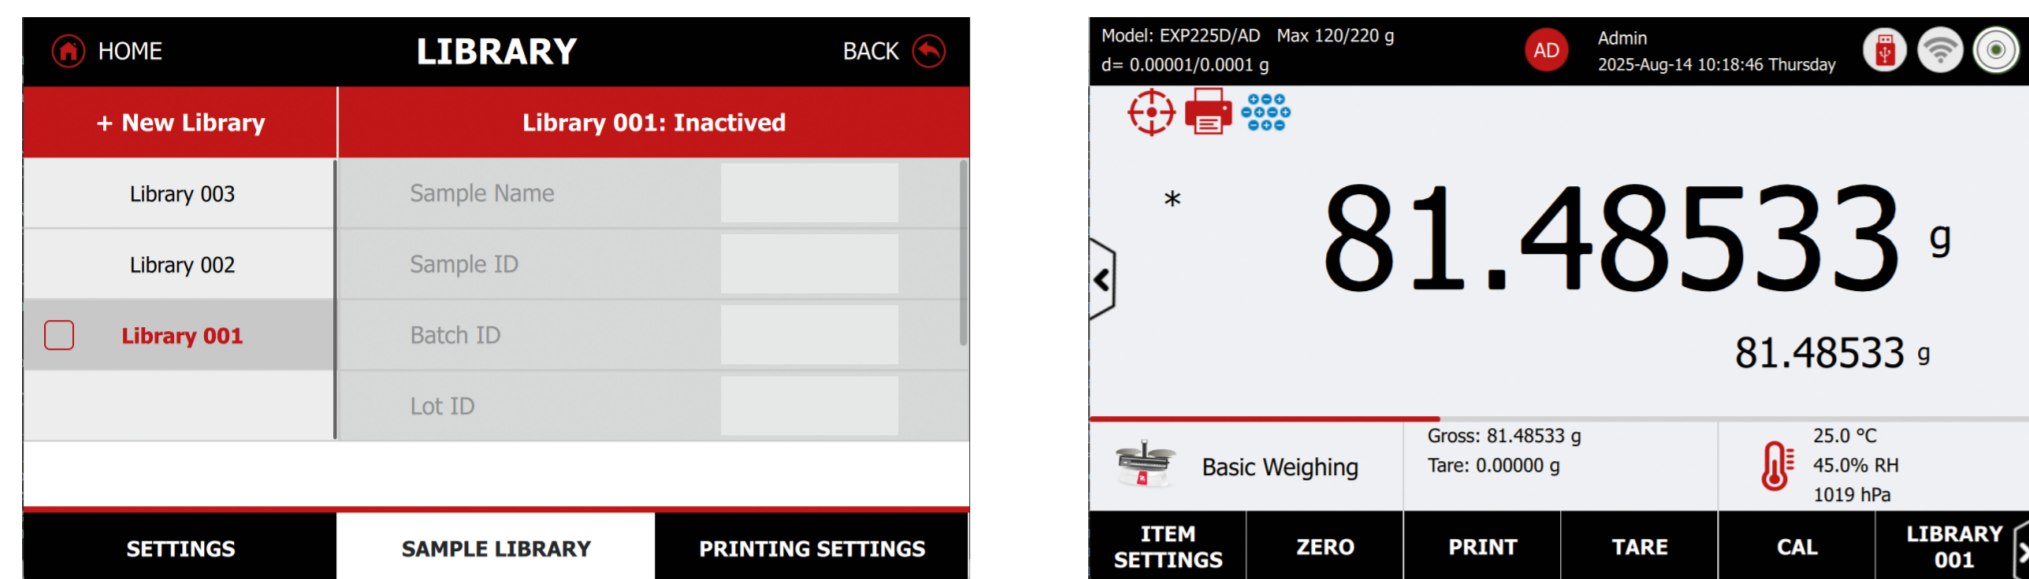 HOME
LIBRARY
BACK
+ New Library
Library 001: Inactived
Library 003
Sample Name
Library 002
Sample ID
Library 001
Batch ID
Lot ID
SETTINGS
SAMPLE LIBRARY
PRINTING SETTINGS
Model: EXP225D/AD Max 120/220 g
d= 0.00001/0.0001 g
AD
Admin
2025-Aug-14 10:18:46 Thursday
*
81.48533 g
81.48533 g
Basic Weighing
Gross: 81.48533 g
Tare: 0.00000 g
25.0 °C
45.0% RH
1019 hPa
ITEM
SETTINGS
ZERO
PRINT
TARE
CAL
LIBRARY
001